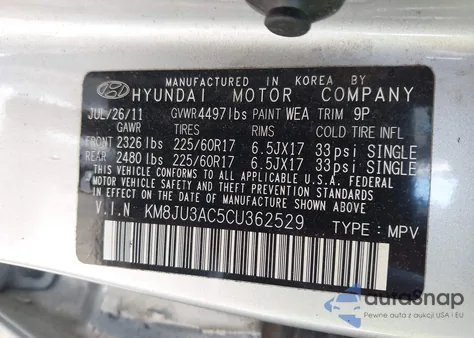 MANUFACTURED IN KOREA BY
HYUNDAI MOTOR COMPANY
JUL/26/11 GVWR4497lbs PAINT WEA TRIM 9P
GAWR TIRES RIMS COLD TIRE INFL
FRONT 2326lbs 225/60R17 6.5JX17 33psi SINGLE
REAR 2480lbs 225/60R17 6.5JX17 33psi SINGLE
THIS VEHICLE CONFORMS TO ALL APPLICABLE U.S.A. FEDERAL
MOTOR VEHICLE SAFETY AND THEFT PREVENTION STANDARDS
IN EFFECT ON THE DATE OF MANUFACTURE SHOWN ABOVE
V.I.N KM8JU3AC5CU362529 TYPE: MPV
autasnap
Pewne auta z aukcji USA i EU